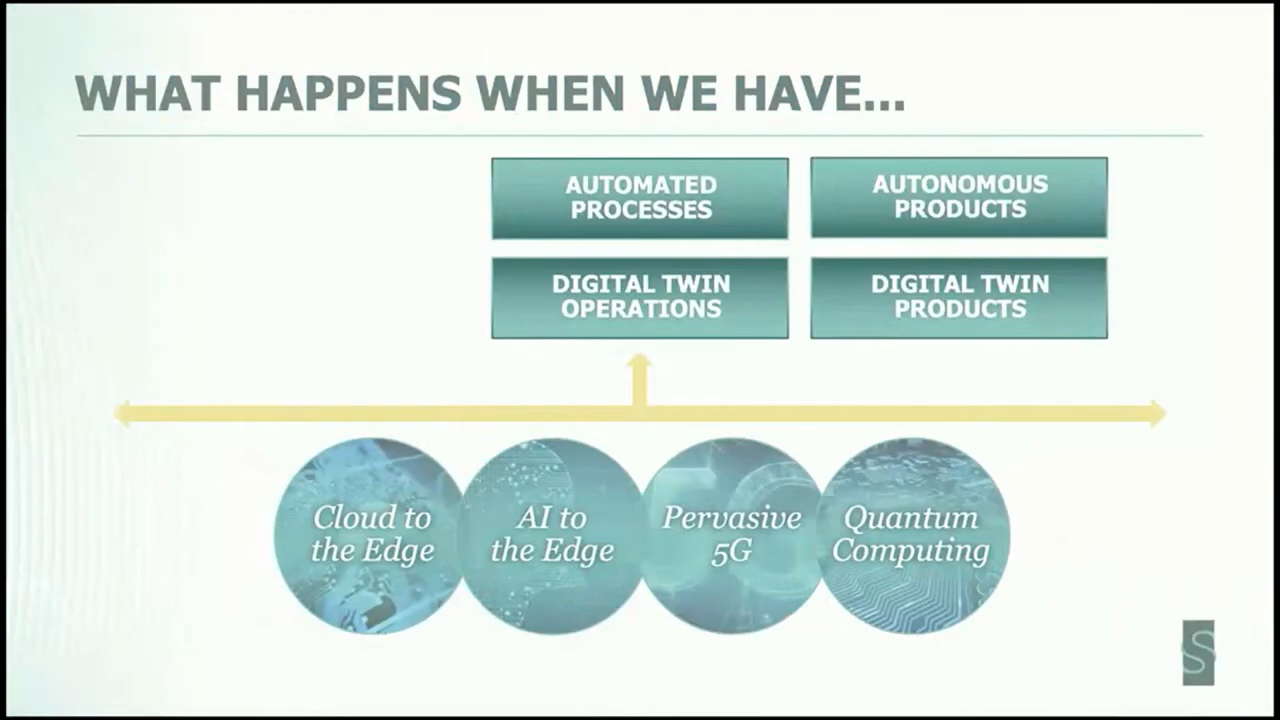 WHAT HAPPENS WHEN WE HAVE...
AUTOMATED
PROCESSES
AUTONOMOUS
PRODUCTS
DIGITAL TWIN
OPERATIONS
DIGITAL TWIN
PRODUCTS
Cloud to
the Edge
AI to
the Edge
Pervasive
5G
Quantum
Computing
S